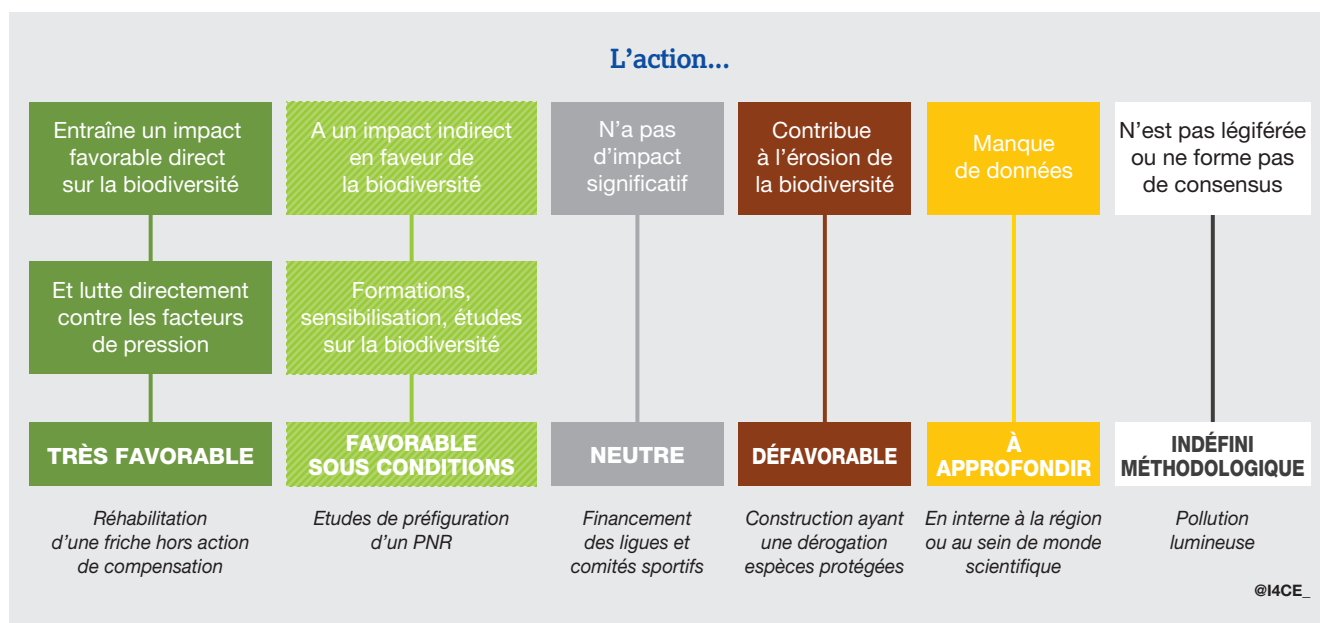 L’action...
Entraîne un impact
favorable direct
sur la biodiversité
A un impact indirect
en faveur de
la biodiversité
N’a pas
d’impact
significatif
Contribue
à l’érosion de
la biodiversité
Manque
de données
N’est pas légiférée
ou ne forme pas
de consensus
Et lutte directement
contre les facteurs
de pression
Formations,
sensibilisation, études
sur la biodiversité
TRÈS FAVORABLE
FAVORABLE
SOUS CONDITIONS
NEUTRE
DÉFAVORABLE
À
APPROFONDIR
INDÉFINI
MÉTHODOLOGIQUE
Réhabilitation
d’une friche hors action
de compensation
Etudes de préfiguration
d’un PNR
Financement
des ligues et
comités sportifs
Construction ayant
une dérogation
espèces protégées
En interne à la région
ou au sein de monde
scientifique
Pollution
lumineuse
@I4CE_